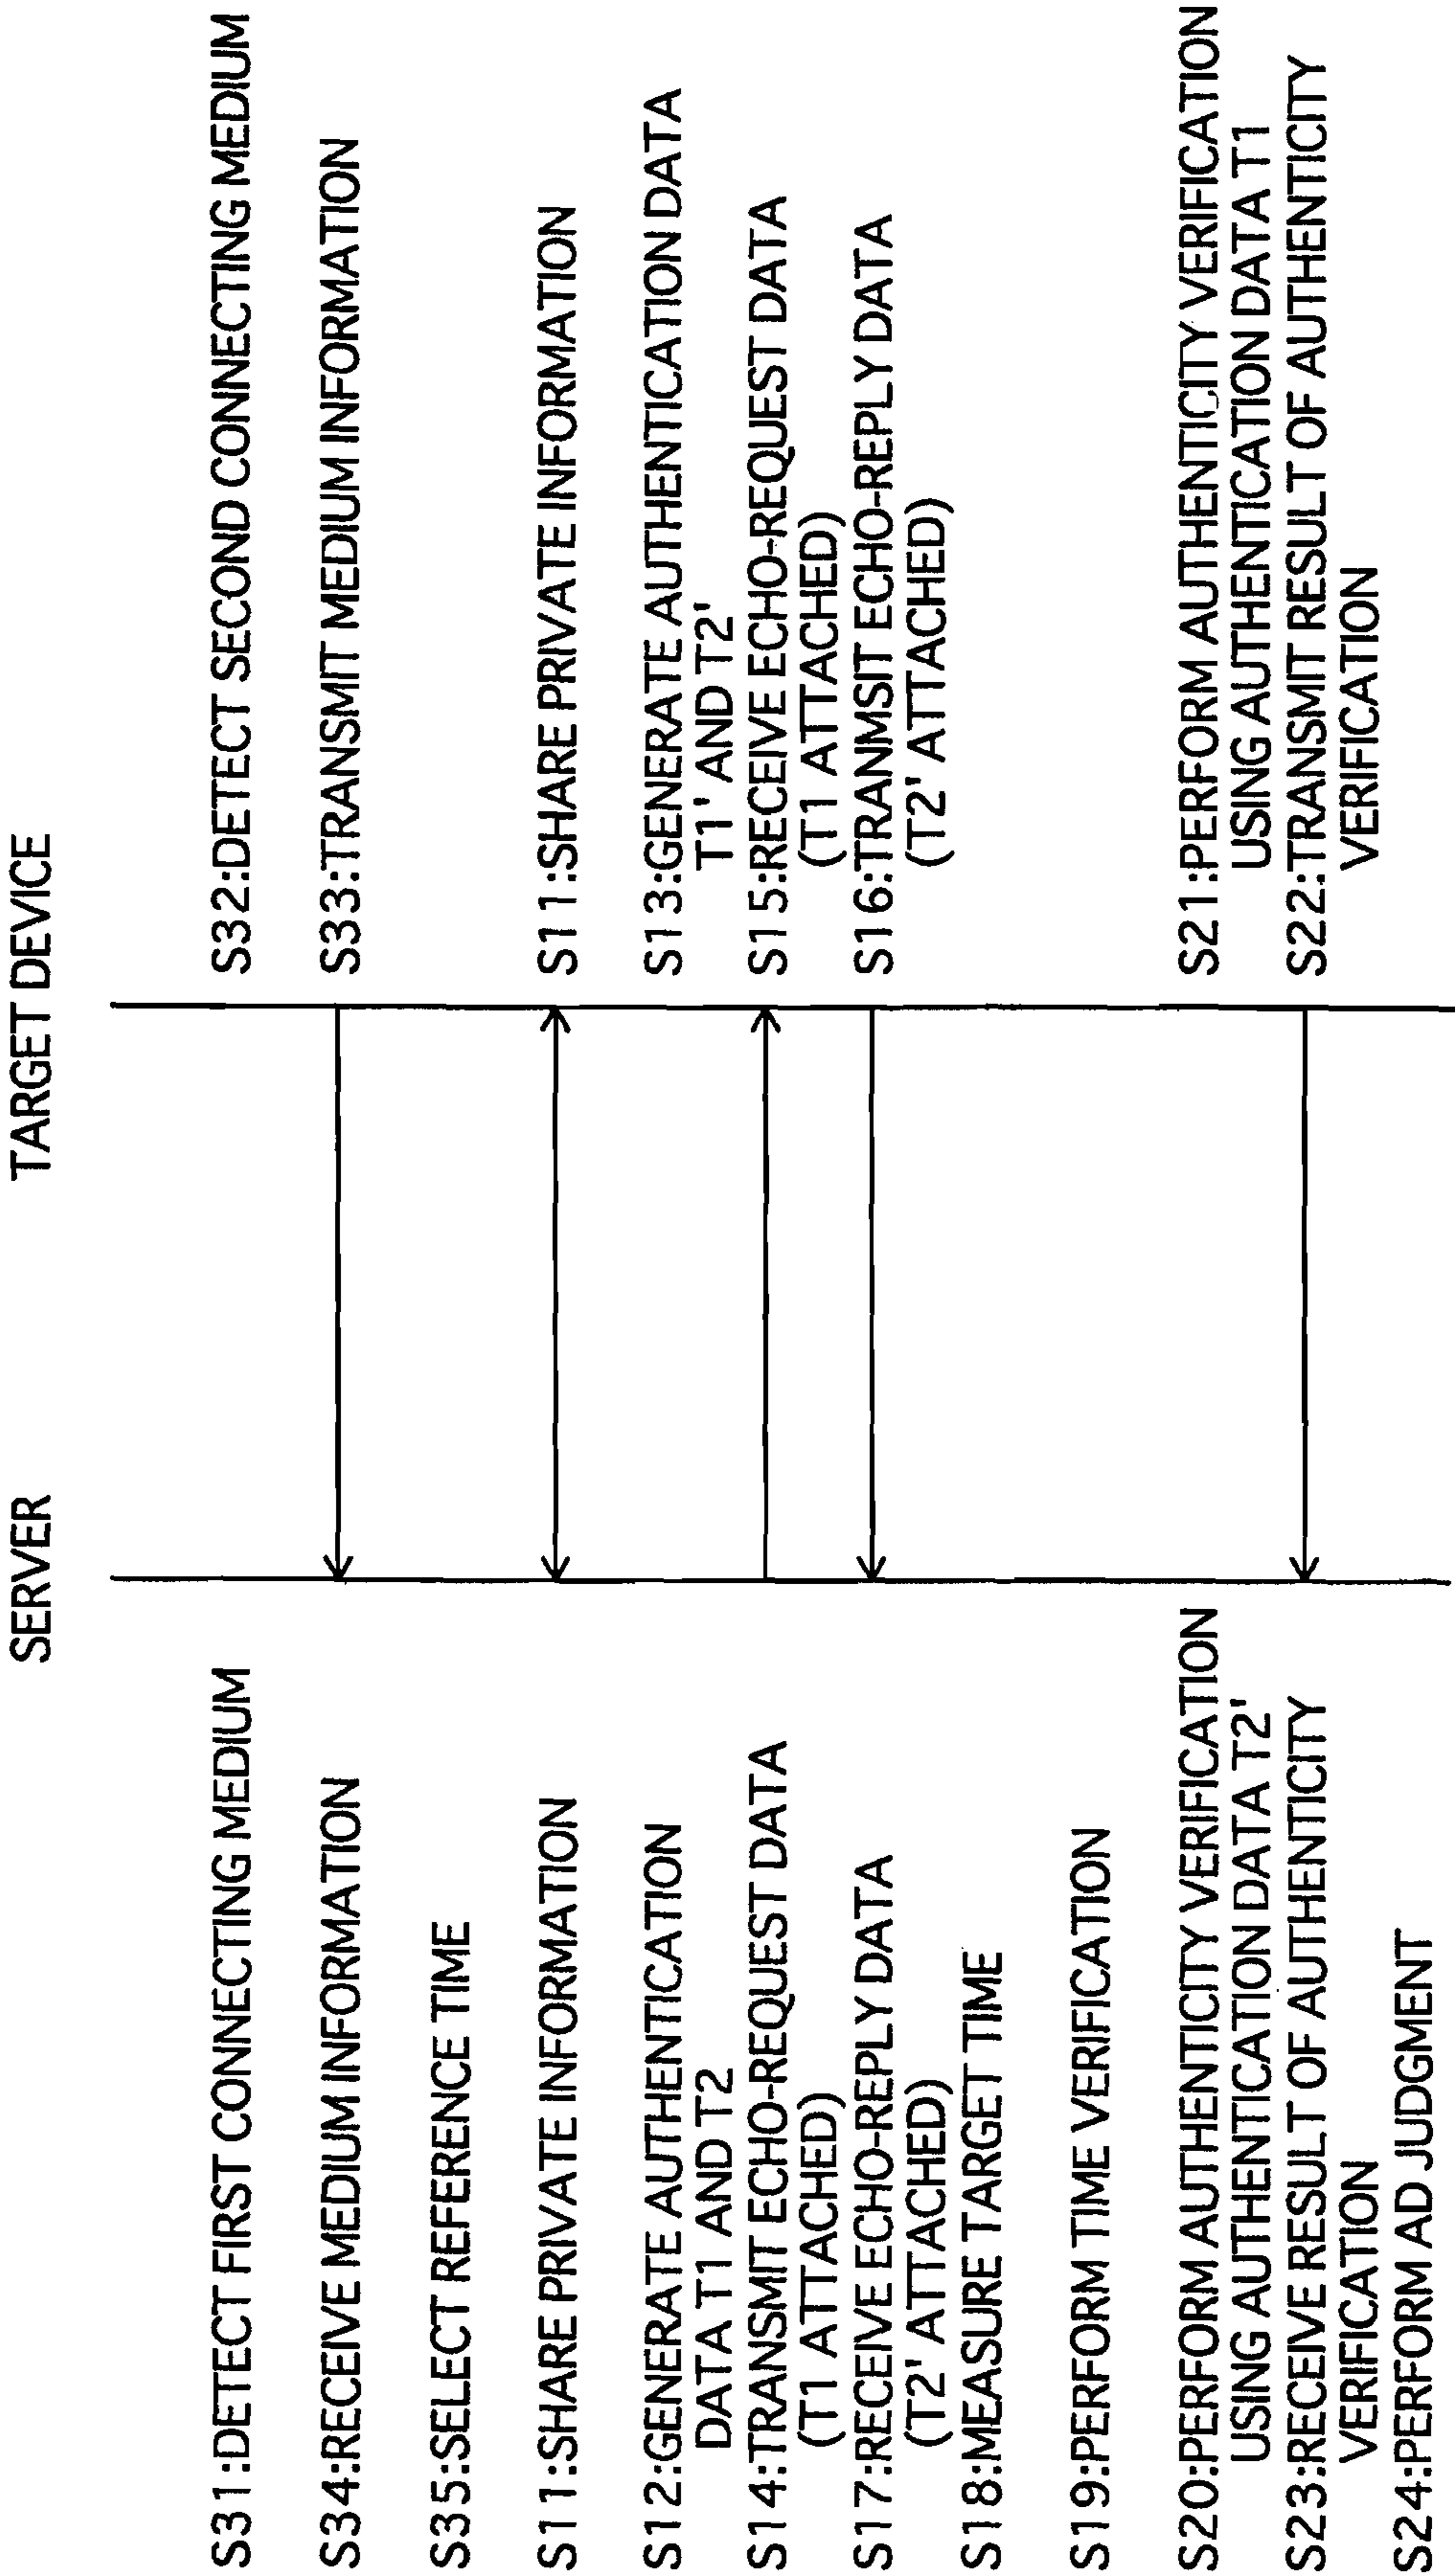 SERVER
TARGET DEVICE
S31:DETECT FIRST CONNECTING MEDIUM
S32:DETECT SECOND CONNECTING MEDIUM
S34:RECEIVE MEDIUM INFORMATION
S33:TRANSMIT MEDIUM INFORMATION
S35:SELECT REFERENCE TIME
S11:SHARE PRIVATE INFORMATION
S11:SHARE PRIVATE INFORMATION
S12:GENERATE AUTHENTICATION
DATA T1 AND T2
S13:GENERATE AUTHENTICATION DATA
T1' AND T2'
S14:TRANSMIT ECHO-REQUEST DATA
(T1 ATTACHED)
S15:RECEIVE ECHO-REQUEST DATA
(T1 ATTACHED)
S17:RECEIVE ECHO-REPLY DATA
(T2' ATTACHED)
S16:TRANMSIT ECHO-REPLY DATA
(T2' ATTACHED)
S18:MEASURE TARGET TIME
S19:PERFORM TIME VERIFICATION
S20:PERFORM AUTHENTICITY VERIFICATION
USING AUTHENTICATION DATA T2'
S21:PERFORM AUTHENTICITY VERIFICATION
USING AUTHENTICATION DATA T1
S23:RECEIVE RESULT OF AUTHENTICITY
VERIFICATION
S22:TRANSMIT RESULT OF AUTHENTICITY
VERIFICATION
S24:PERFORM AD JUDGMENT